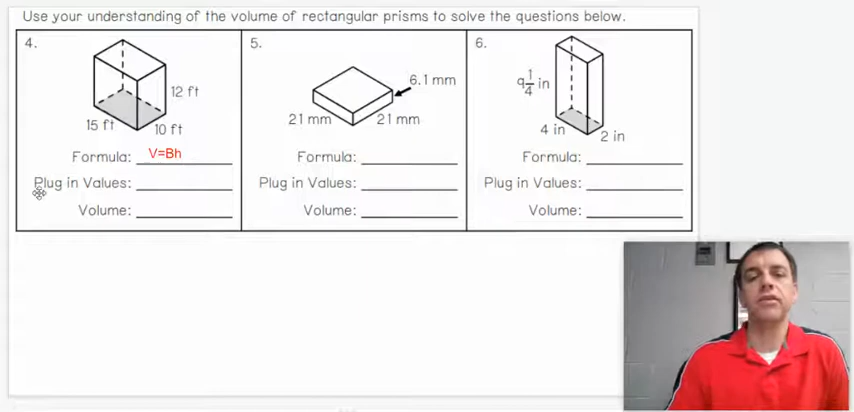 Use your understanding of the volume of rectangular prisms to solve the questions below.
4.
12 ft
15 ft
10 ft
Formula: V=Bh
Plug in Values:
Volume:
5.
6.1 mm
21 mm
21 mm
Formula:
Plug in Values:
Volume:
6.
9 1/4 in
4 in
2 in
Formula:
Plug in Values:
Volume: